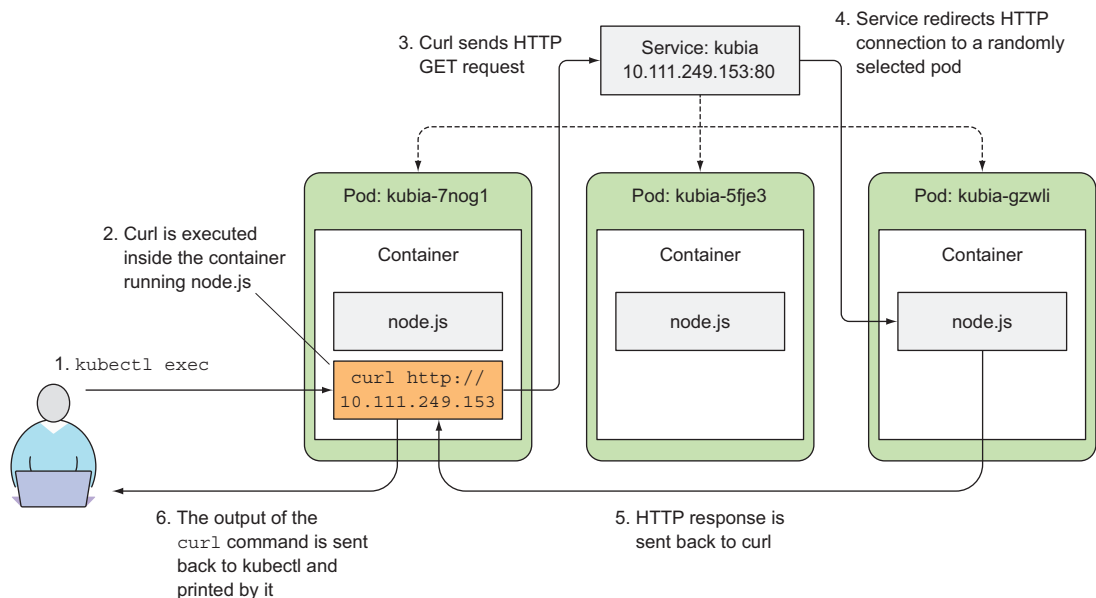 3. Curl sends HTTP
GET request
Service: kubia
10.111.249.153:80
4. Service redirects HTTP
connection to a randomly
selected pod
Pod: kubia-7nog1
Pod: kubia-5fje3
Pod: kubia-gzwli
2. Curl is executed
inside the container
running node.js
Container
Container
Container
node.js
node.js
node.js
1. kubectl exec
curl http://
10.111.249.153
6. The output of the
curl command is sent
back to kubectl and
printed by it
5. HTTP response is
sent back to curl